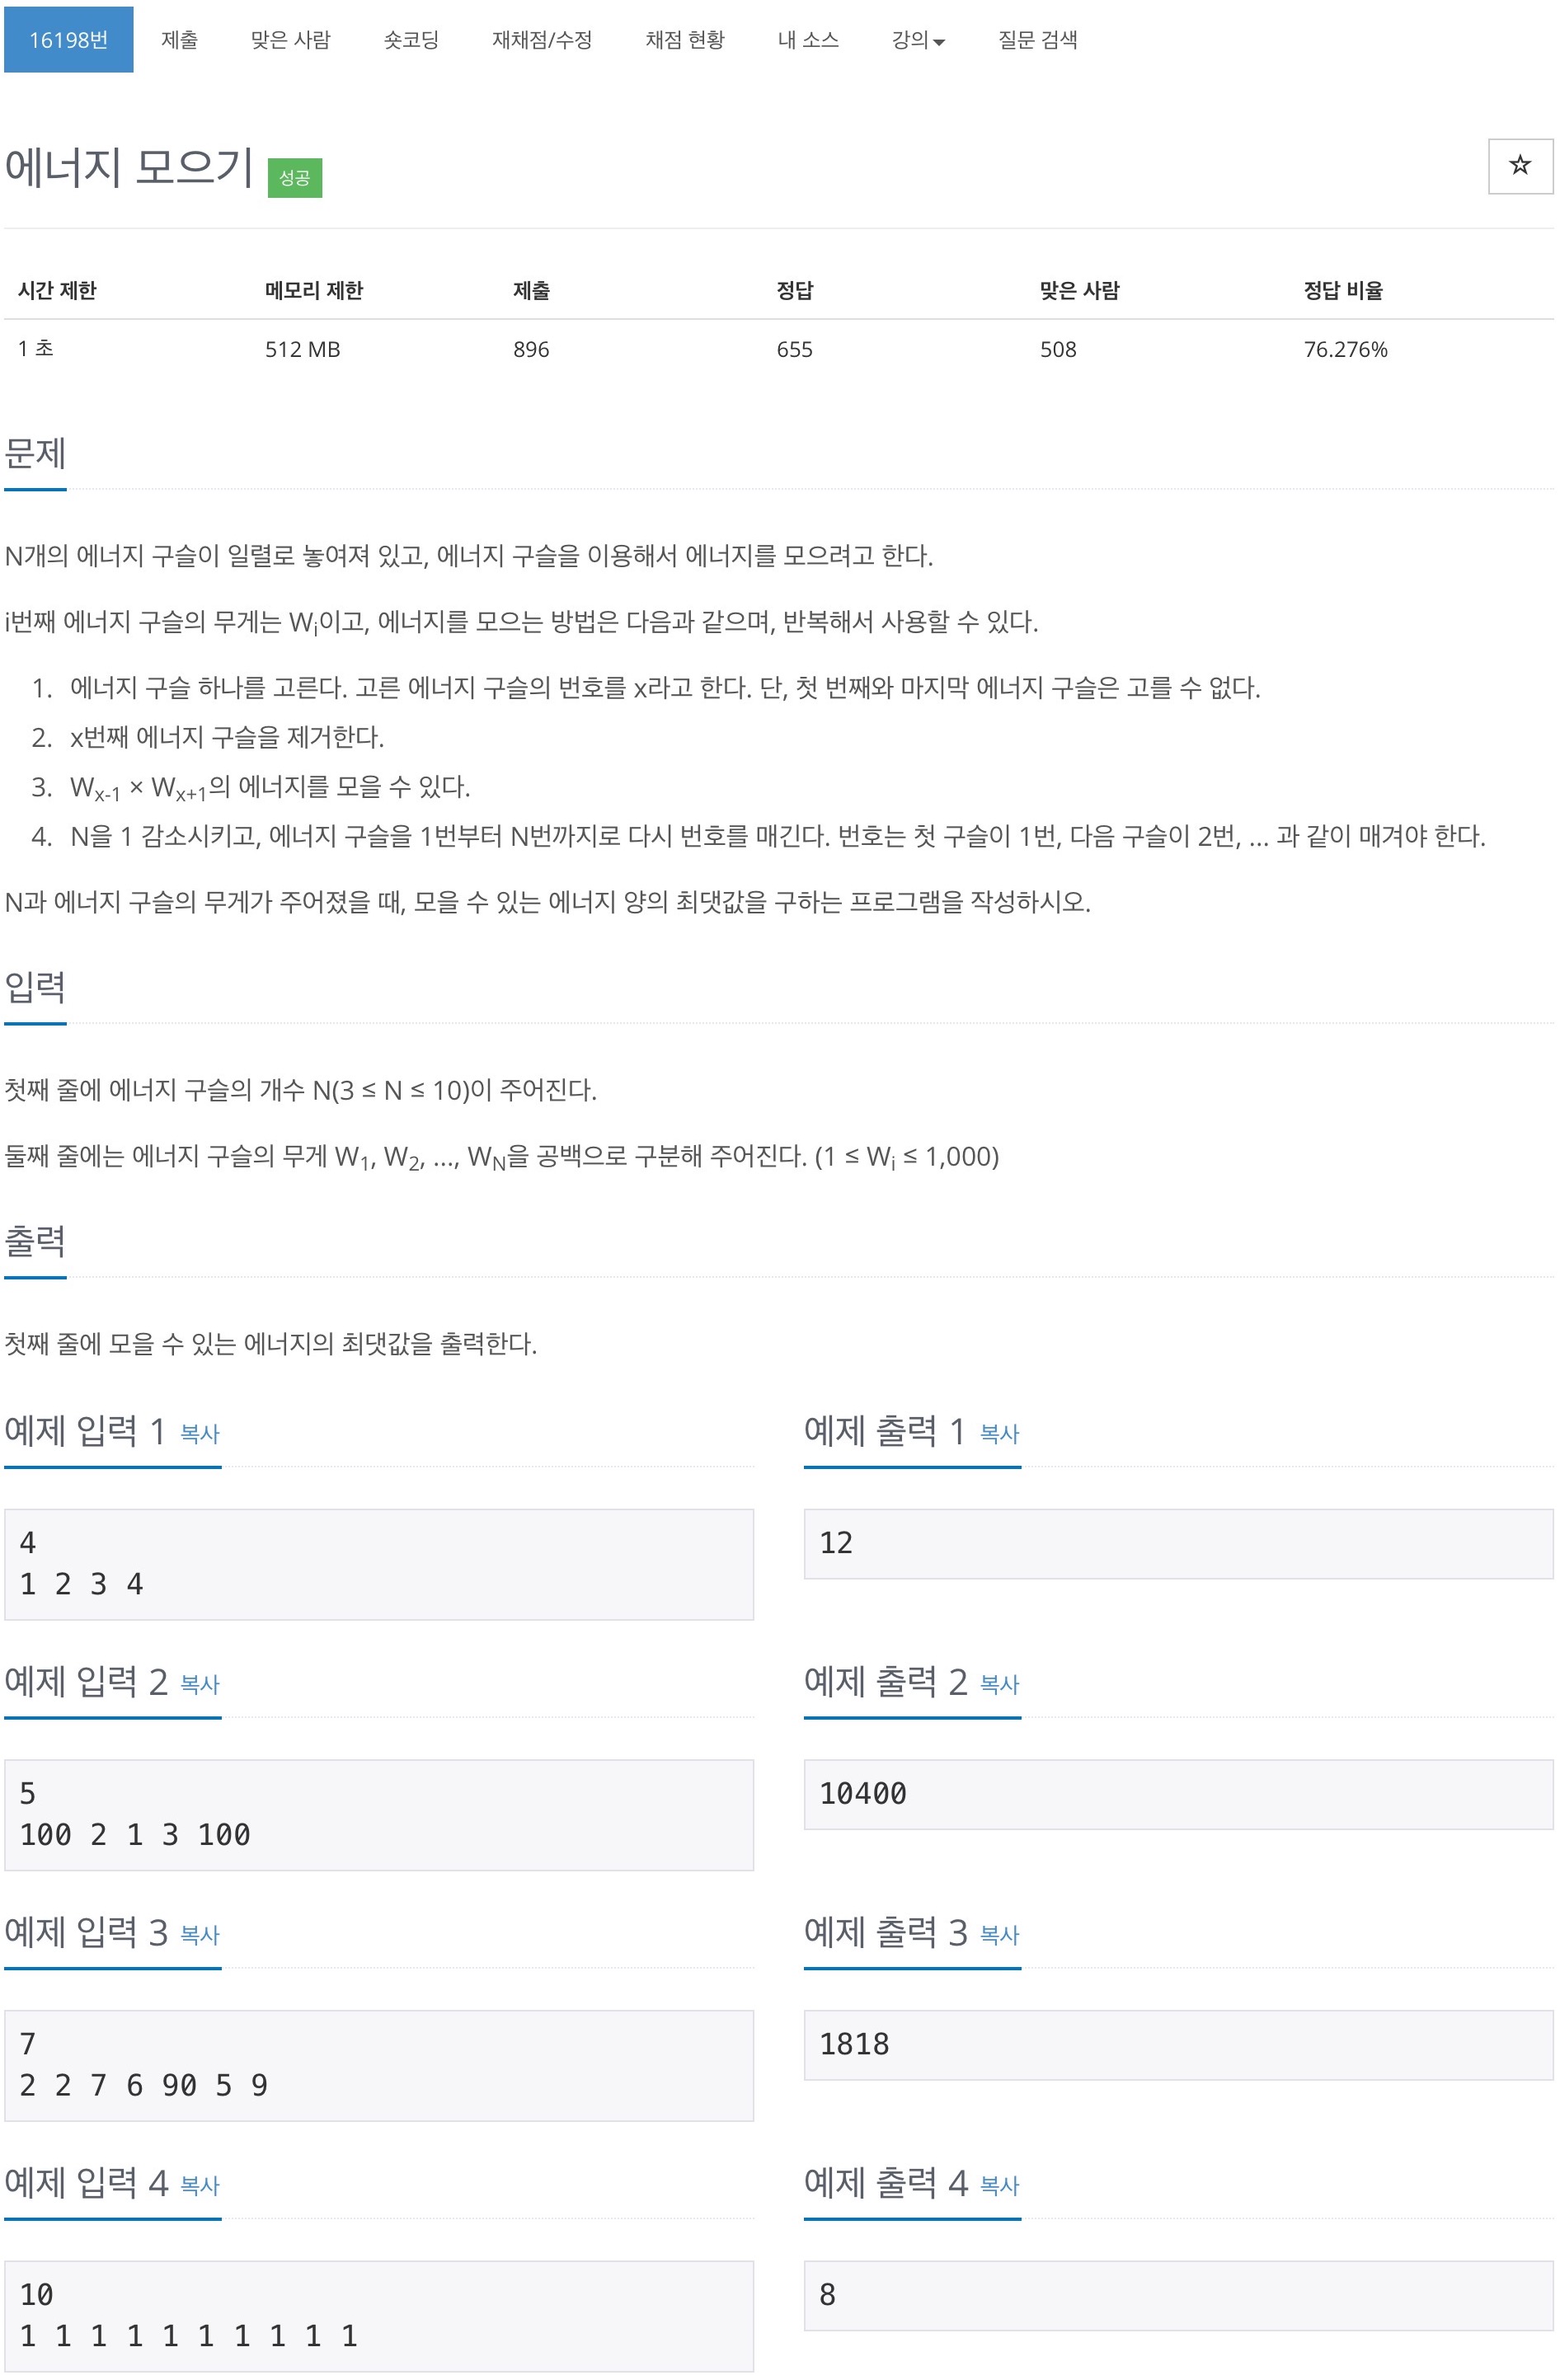 16198번 제출 맞은 사람 숏코딩 재채점/수정 채점 현황 내 소스 강의 질문 검색
에너지 모으기 성공
시간 제한 메모리 제한 제출 정답 맞은 사람 정답 비율
1 초 512 MB 896 655 508 76.276%
문제
N개의 에너지 구슬이 일렬로 놓여져 있고, 에너지 구슬을 이용해서 에너지를 모으려고 한다.
i번째 에너지 구슬의 무게는 Wi이고, 에너지를 모으는 방법은 다음과 같으며, 반복해서 사용할 수 있다.
1. 에너지 구슬 하나를 고른다. 고른 에너지 구슬의 번호를 x라고 한다. 단, 첫 번째와 마지막 에너지 구슬은 고를 수 없다.
2. x번째 에너지 구슬을 제거한다.
3. Wx-1 × Wx+1의 에너지를 모을 수 있다.
4. N을 1 감소시키고, 에너지 구슬을 1번부터 N번까지로 다시 번호를 매긴다. 번호는 첫 구슬이 1번, 다음 구슬이 2번, ... 과 같이 매겨야 한다.
N과 에너지 구슬의 무게가 주어졌을 때, 모을 수 있는 에너지 양의 최댓값을 구하는 프로그램을 작성하시오.
입력
첫째 줄에 에너지 구슬의 개수 N(3 ≤ N ≤ 10)이 주어진다.
둘째 줄에는 에너지 구슬의 무게 W1, W2, ..., WN을 공백으로 구분해 주어진다. (1 ≤ Wi ≤ 1,000)
출력
첫째 줄에 모을 수 있는 에너지의 최댓값을 출력한다.
예제 입력 1 복사
4
1 2 3 4
예제 출력 1 복사
12
예제 입력 2 복사
5
100 2 1 3 100
예제 출력 2 복사
10400
예제 입력 3 복사
7
2 2 7 6 90 5 9
예제 출력 3 복사
1818
예제 입력 4 복사
10
1 1 1 1 1 1 1 1 1 1
예제 출력 4 복사
8